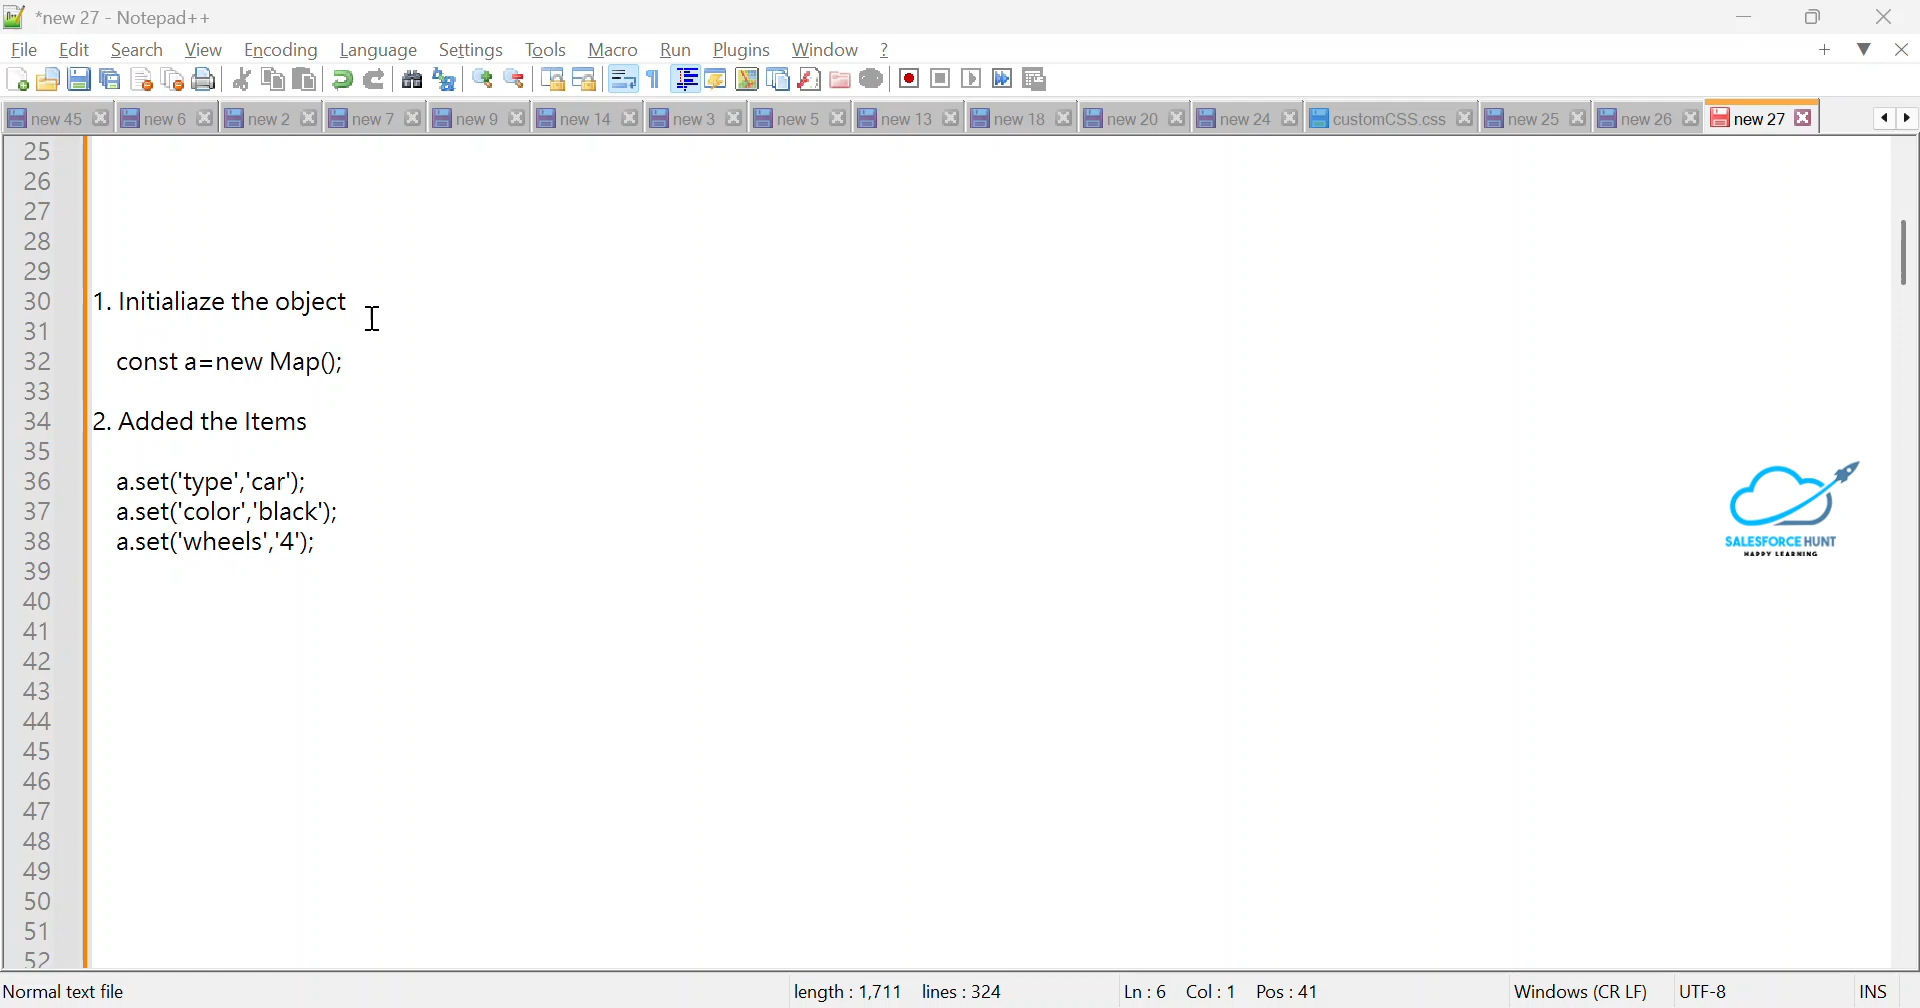 *new 27 - Notepad++
File Edit Search View Encoding Language Settings Tools Macro Run Plugins Window ?
new 45 new 6 new 2 new 7 new 9 new 14 new 3 new 5 new 13 new 18 new 20 new 24 customCSS.css new 25 new 26 new 27
25
26
27
28
29
30 1. Initialiaze the object
31
32 const a=new Map();
33
34 2. Added the Items
35
36 a.set('type','car');
37 a.set('color','black');
38 a.set('wheels','4');
39
40
41
42
43
44
45
46
47
48
49
50
51
52
SALESFORCE HUNT
HAPPY LEARNING
Normal text file length : 1,711 lines : 324 Ln : 6 Col : 1 Pos : 41 Windows (CR LF) UTF-8 INS